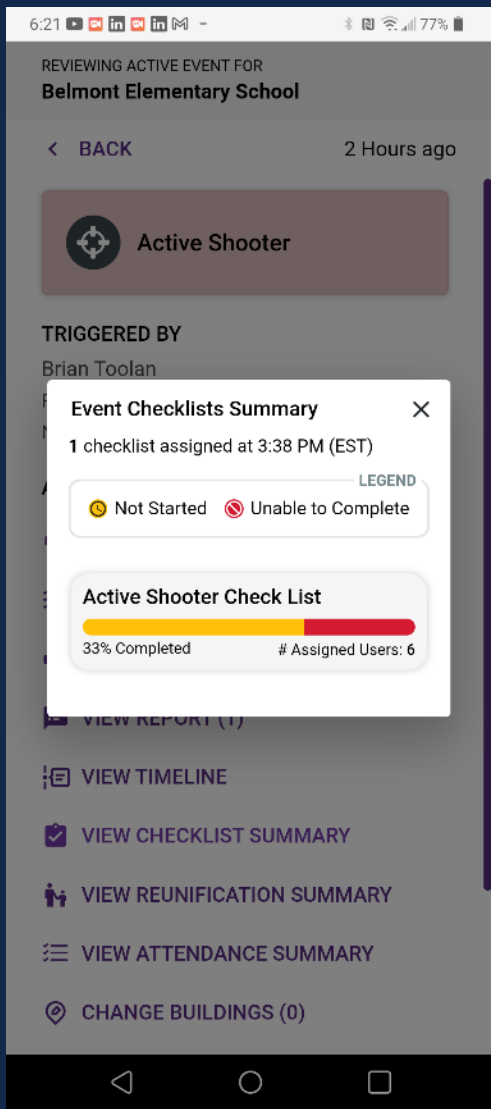 6:21
77%
REVIEWING ACTIVE EVENT FOR
Belmont Elementary School
BACK
2 Hours ago
Active Shooter
TRIGGERED BY
Brian Toolan
Event Checklists Summary
1 checklist assigned at 3:38 PM (EST)
LEGEND
Not Started
Unable to Complete
Active Shooter Check List
33% Completed
# Assigned Users: 6
VIEW REPORT (1)
VIEW TIMELINE
VIEW CHECKLIST SUMMARY
VIEW REUNIFICATION SUMMARY
VIEW ATTENDANCE SUMMARY
CHANGE BUILDINGS (0)